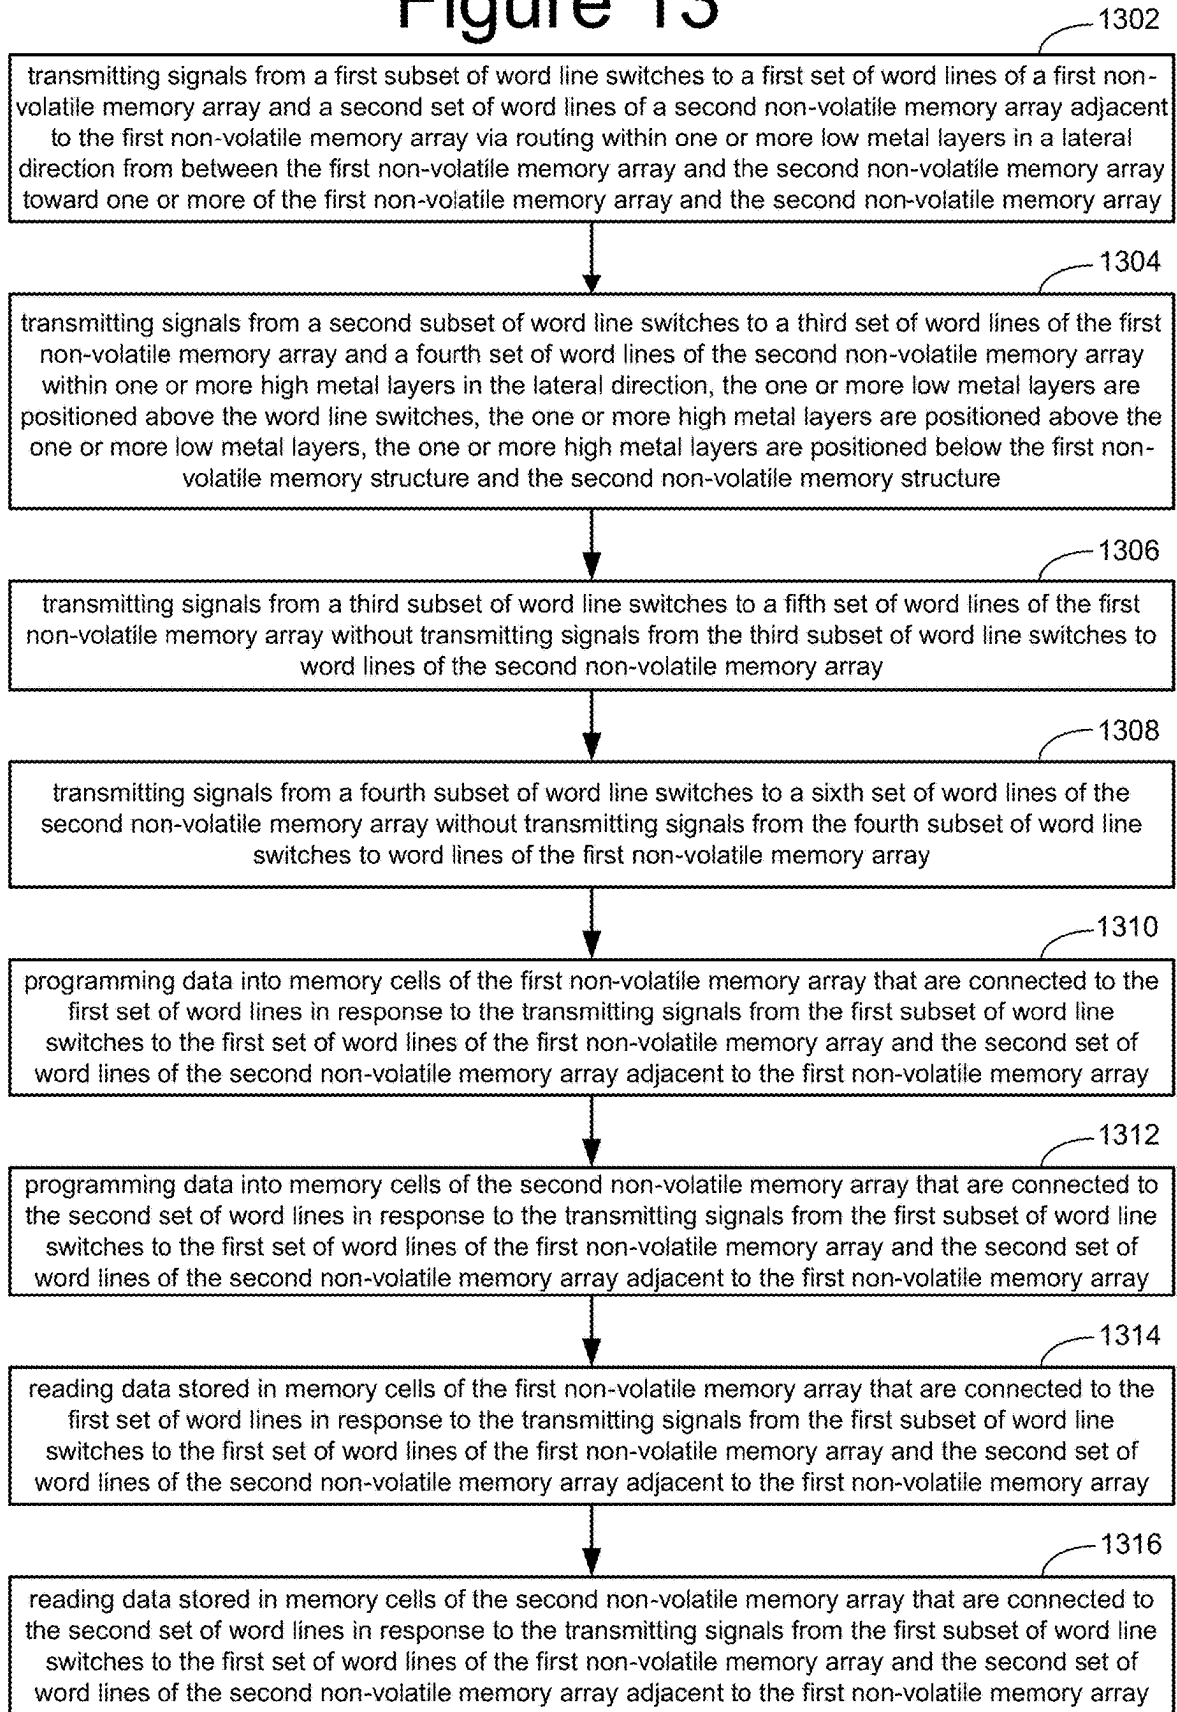 Figure 13
1302
transmitting signals from a first subset of word line switches to a first set of word lines of a first non-
volatile memory array and a second set of word lines of a second non-volatile memory array adjacent
to the first non-volatile memory array via routing within one or more low metal layers in a lateral
direction from between the first non-volatile memory array and the second non-volatile memory array
toward one or more of the first non-volatile memory array and the second non-volatile memory array
1304
transmitting signals from a second subset of word line switches to a third set of word lines of the first
non-volatile memory array and a fourth set of word lines of the second non-volatile memory array
within one or more high metal layers in the lateral direction, the one or more low metal layers are
positioned above the word line switches, the one or more high metal layers are positioned above the
one or more low metal layers, the one or more high metal layers are positioned below the first non-
volatile memory structure and the second non-volatile memory structure
1306
transmitting signals from a third subset of word line switches to a fifth set of word lines of the first
non-volatile memory array without transmitting signals from the third subset of word line switches to
word lines of the second non-volatile memory array
1308
transmitting signals from a fourth subset of word line switches to a sixth set of word lines of the
second non-volatile memory array without transmitting signals from the fourth subset of word line
switches to word lines of the first non-volatile memory array
1310
programming data into memory cells of the first non-volatile memory array that are connected to the
first set of word lines in response to the transmitting signals from the first subset of word line
switches to the first set of word lines of the first non-volatile memory array and the second set of
word lines of the second non-volatile memory array adjacent to the first non-volatile memory array
1312
programming data into memory cells of the second non-volatile memory array that are connected to
the second set of word lines in response to the transmitting signals from the first subset of word line
switches to the first set of word lines of the first non-volatile memory array and the second set of
word lines of the second non-volatile memory array adjacent to the first non-volatile memory array
1314
reading data stored in memory cells of the first non-volatile memory array that are connected to the
first set of word lines in response to the transmitting signals from the first subset of word line
switches to the first set of word lines of the first non-volatile memory array and the second set of
word lines of the second non-volatile memory array adjacent to the first non-volatile memory array
1316
reading data stored in memory cells of the second non-volatile memory array that are connected to
the second set of word lines in response to the transmitting signals from the first subset of word line
switches to the first set of word lines of the first non-volatile memory array and the second set of
word lines of the second non-volatile memory array adjacent to the first non-volatile memory array